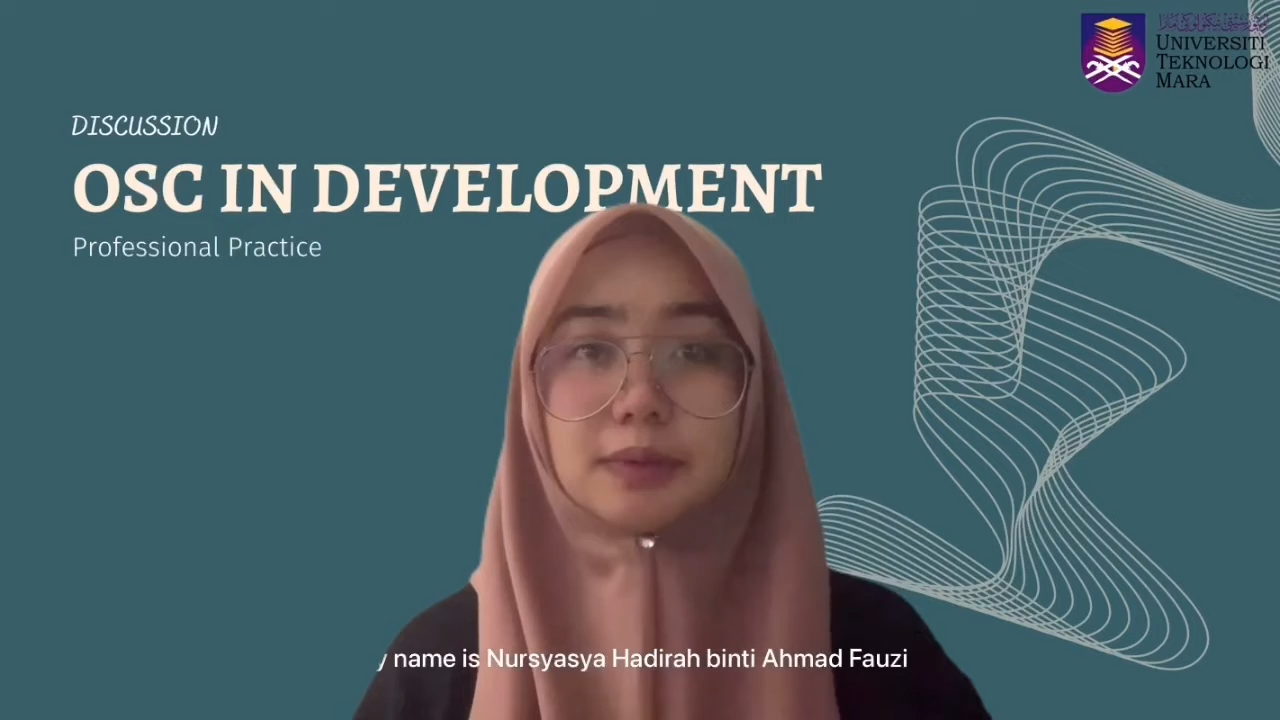 UNIVERSITI
TEKNOLOGI
MARA
DISCUSSION
OSC IN DEVELOPMENT
Professional Practice
y name is Nursyasya Hadirah binti Ahmad Fauzi